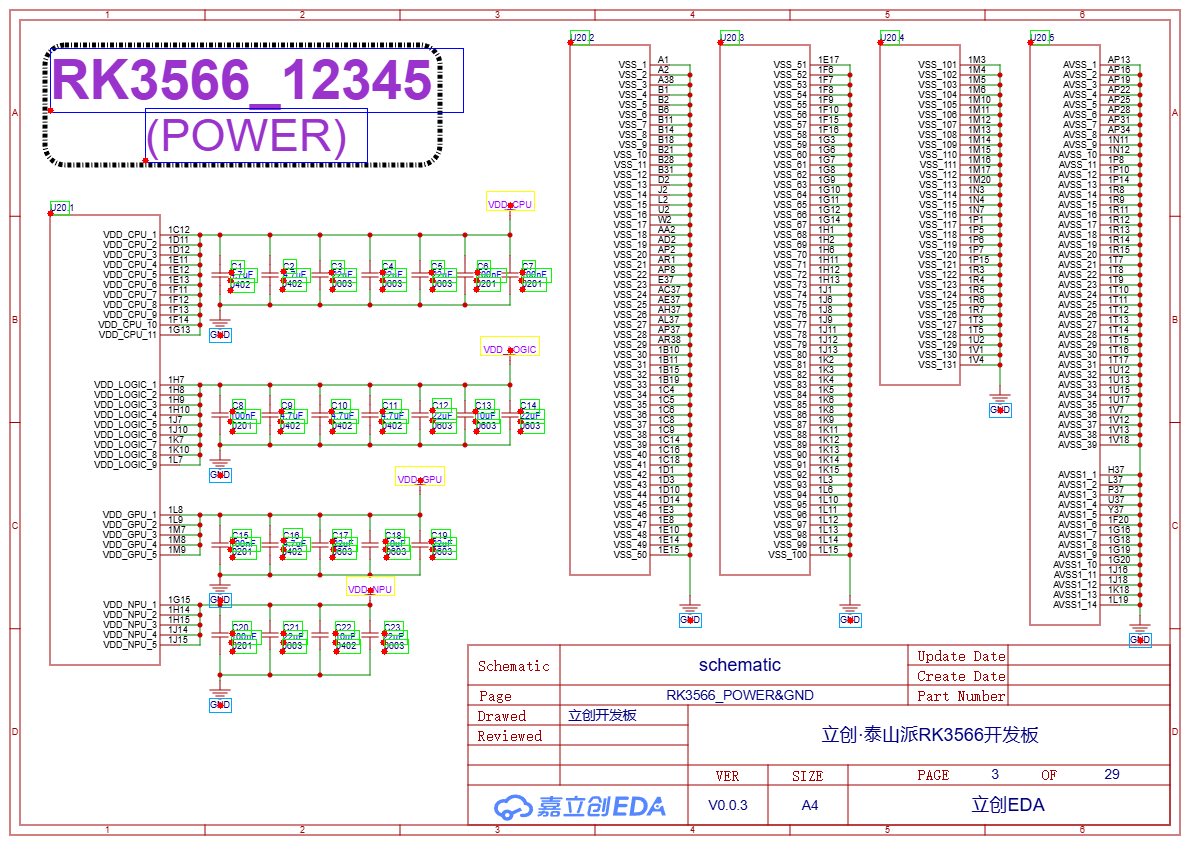 RK3566_12345
(POWER)
U20.1
VDD_CPU_1 1C12
VDD_CPU_2 1D11
VDD_CPU_3 1D12
VDD_CPU_4 1E11
VDD_CPU_5 1E12
VDD_CPU_6 1E13
VDD_CPU_7 1F11
VDD_CPU_8 1F12
VDD_CPU_9 1F13
VDD_CPU_10 1F14
VDD_CPU_11 1G13
VDD_CPU
C1 C2 C3 C4 C5 C6 C7
0402 0402 0603 0603 0603 0201 0201
GND
VDD_LOGIC_1 1H7
VDD_LOGIC_2 1H8
VDD_LOGIC_3 1H9
VDD_LOGIC_4 1H10
VDD_LOGIC_5 1J7
VDD_LOGIC_6 1J10
VDD_LOGIC_7 1K7
VDD_LOGIC_8 1K10
VDD_LOGIC_9 1L7
VDD_LOGIC
C8 C9 C10 C11 C12 C13 C14
100nF 4.7uF 4.7uF 4.7uF 22uF 10uF 22uF
0201 0402 0402 0402 0603 0603 0603
GND
VDD_GPU_1 1L8
VDD_GPU_2 1L9
VDD_GPU_3 1M7
VDD_GPU_4 1M8
VDD_GPU_5 1M9
VDD_GPU
C15 C16 C17 C18 C19
0201 0402 0603 0603 0603
GND
VDD_NPU_1 1G15
VDD_NPU_2 1H14
VDD_NPU_3 1H15
VDD_NPU_4 1J14
VDD_NPU_5 1J15
VDD_NPU
C20 C21 C22 C23
0201 0603 0402 0603
GND
U20.2
VSS_1 A1
VSS_2 A2
VSS_3 A38
VSS_4 B1
VSS_5 B2
VSS_6 B6
VSS_7 B11
VSS_8 B14
VSS_9 B18
VSS_10 B21
VSS_11 B28
VSS_12 B31
VSS_13 D2
VSS_14 J2
VSS_15 L2
VSS_16 U2
VSS_17 W2
VSS_18 AA2
VSS_19 AD2
VSS_20 AP2
VSS_21 AR1
VSS_22 AP8
VSS_23 E37
VSS_24 AC37
VSS_25 AE37
VSS_26 AH37
VSS_27 AL37
VSS_28 AP37
VSS_29 AR38
VSS_30 1B10
VSS_31 1B11
VSS_32 1B15
VSS_33 1B19
VSS_34 1C4
VSS_35 1C5
VSS_36 1C6
VSS_37 1C8
VSS_38 1C9
VSS_39 1C14
VSS_40 1C16
VSS_41 1C18
VSS_42 1D1
VSS_43 1D3
VSS_44 1D10
VSS_45 1D14
VSS_46 1E3
VSS_47 1E8
VSS_48 1E10
VSS_49 1E14
VSS_50 1E15
GND
U20.3
VSS_51 1E17
VSS_52 1F6
VSS_53 1F7
VSS_54 1F8
VSS_55 1F9
VSS_56 1F10
VSS_57 1F15
VSS_58 1F16
VSS_59 1G3
VSS_60 1G6
VSS_61 1G7
VSS_62 1G8
VSS_63 1G9
VSS_64 1G10
VSS_65 1G11
VSS_66 1G12
VSS_67 1G14
VSS_68 1H1
VSS_69 1H2
VSS_70 1H6
VSS_71 1H11
VSS_72 1H12
VSS_73 1H13
VSS_74 1J1
VSS_75 1J6
VSS_76 1J8
VSS_77 1J9
VSS_78 1J11
VSS_79 1J12
VSS_80 1J13
VSS_81 1K2
VSS_82 1K3
VSS_83 1K4
VSS_84 1K5
VSS_85 1K6
VSS_86 1K8
VSS_87 1K9
VSS_88 1K11
VSS_89 1K12
VSS_90 1K13
VSS_91 1K14
VSS_92 1K15
VSS_93 1L3
VSS_94 1L6
VSS_95 1L10
VSS_96 1L11
VSS_97 1L12
VSS_98 1L13
VSS_99 1L14
VSS_100 1L15
GND
U20.4
VSS_101 1M3
VSS_102 1M4
VSS_103 1M5
VSS_104 1M6
VSS_105 1M10
VSS_106 1M11
VSS_107 1M12
VSS_108 1M13
VSS_109 1M14
VSS_110 1M15
VSS_111 1M16
VSS_112 1M17
VSS_113 1M20
VSS_114 1N3
VSS_115 1N4
VSS_116 1N7
VSS_117 1P1
VSS_118 1P5
VSS_119 1P6
VSS_120 1P7
VSS_121 1P15
VSS_122 1R3
VSS_123 1R4
VSS_124 1R5
VSS_125 1R6
VSS_126 1R7
VSS_127 1T3
VSS_128 1T5
VSS_129 1U2
VSS_130 1V1
VSS_131 1V4
GND
U20.5
AVSS_1 AP13
AVSS_2 AP16
AVSS_3 AP19
AVSS_4 AP22
AVSS_5 AP25
AVSS_6 AP28
AVSS_7 AP31
AVSS_8 AP34
AVSS_9 1N11
AVSS_10 1N12
AVSS_11 1P8
AVSS_12 1P10
AVSS_13 1P14
AVSS_14 1R8
AVSS_15 1R9
AVSS_16 1R11
AVSS_17 1R12
AVSS_18 1R13
AVSS_19 1R14
AVSS_20 1R15
AVSS_21 1T7
AVSS_22 1T8
AVSS_23 1T9
AVSS_24 1T10
AVSS_25 1T11
AVSS_26 1T12
AVSS_27 1T13
AVSS_28 1T14
AVSS_29 1T15
AVSS_30 1T16
AVSS_31 1T17
AVSS_32 1U12
AVSS_33 1U13
AVSS_34 1U15
AVSS_35 1U17
AVSS_36 1V7
AVSS_37 1V12
AVSS_38 1V13
AVSS_39 1V18
AVSS1_1 H37
AVSS1_2 L37
AVSS1_3 P37
AVSS1_4 U37
AVSS1_5 Y37
AVSS1_6 1F20
AVSS1_7 1G16
AVSS1_8 1G18
AVSS1_9 1G19
AVSS1_10 1G20
AVSS1_11 1J16
AVSS1_12 1J18
AVSS1_13 1K18
AVSS1_14 1L19
GND
Schematic schematic Update Date
Create Date
Page RK3566_POWER&GND Part Number
Drawed 立创开发板
Reviewed
立创·泰山派RK3566开发板
VER SIZE PAGE 3 OF 29
嘉立创EDA V0.0.3 A4 立创EDA
1 2 3 4 5 6
1 2 3 4 5 6
A B C D
A B C D